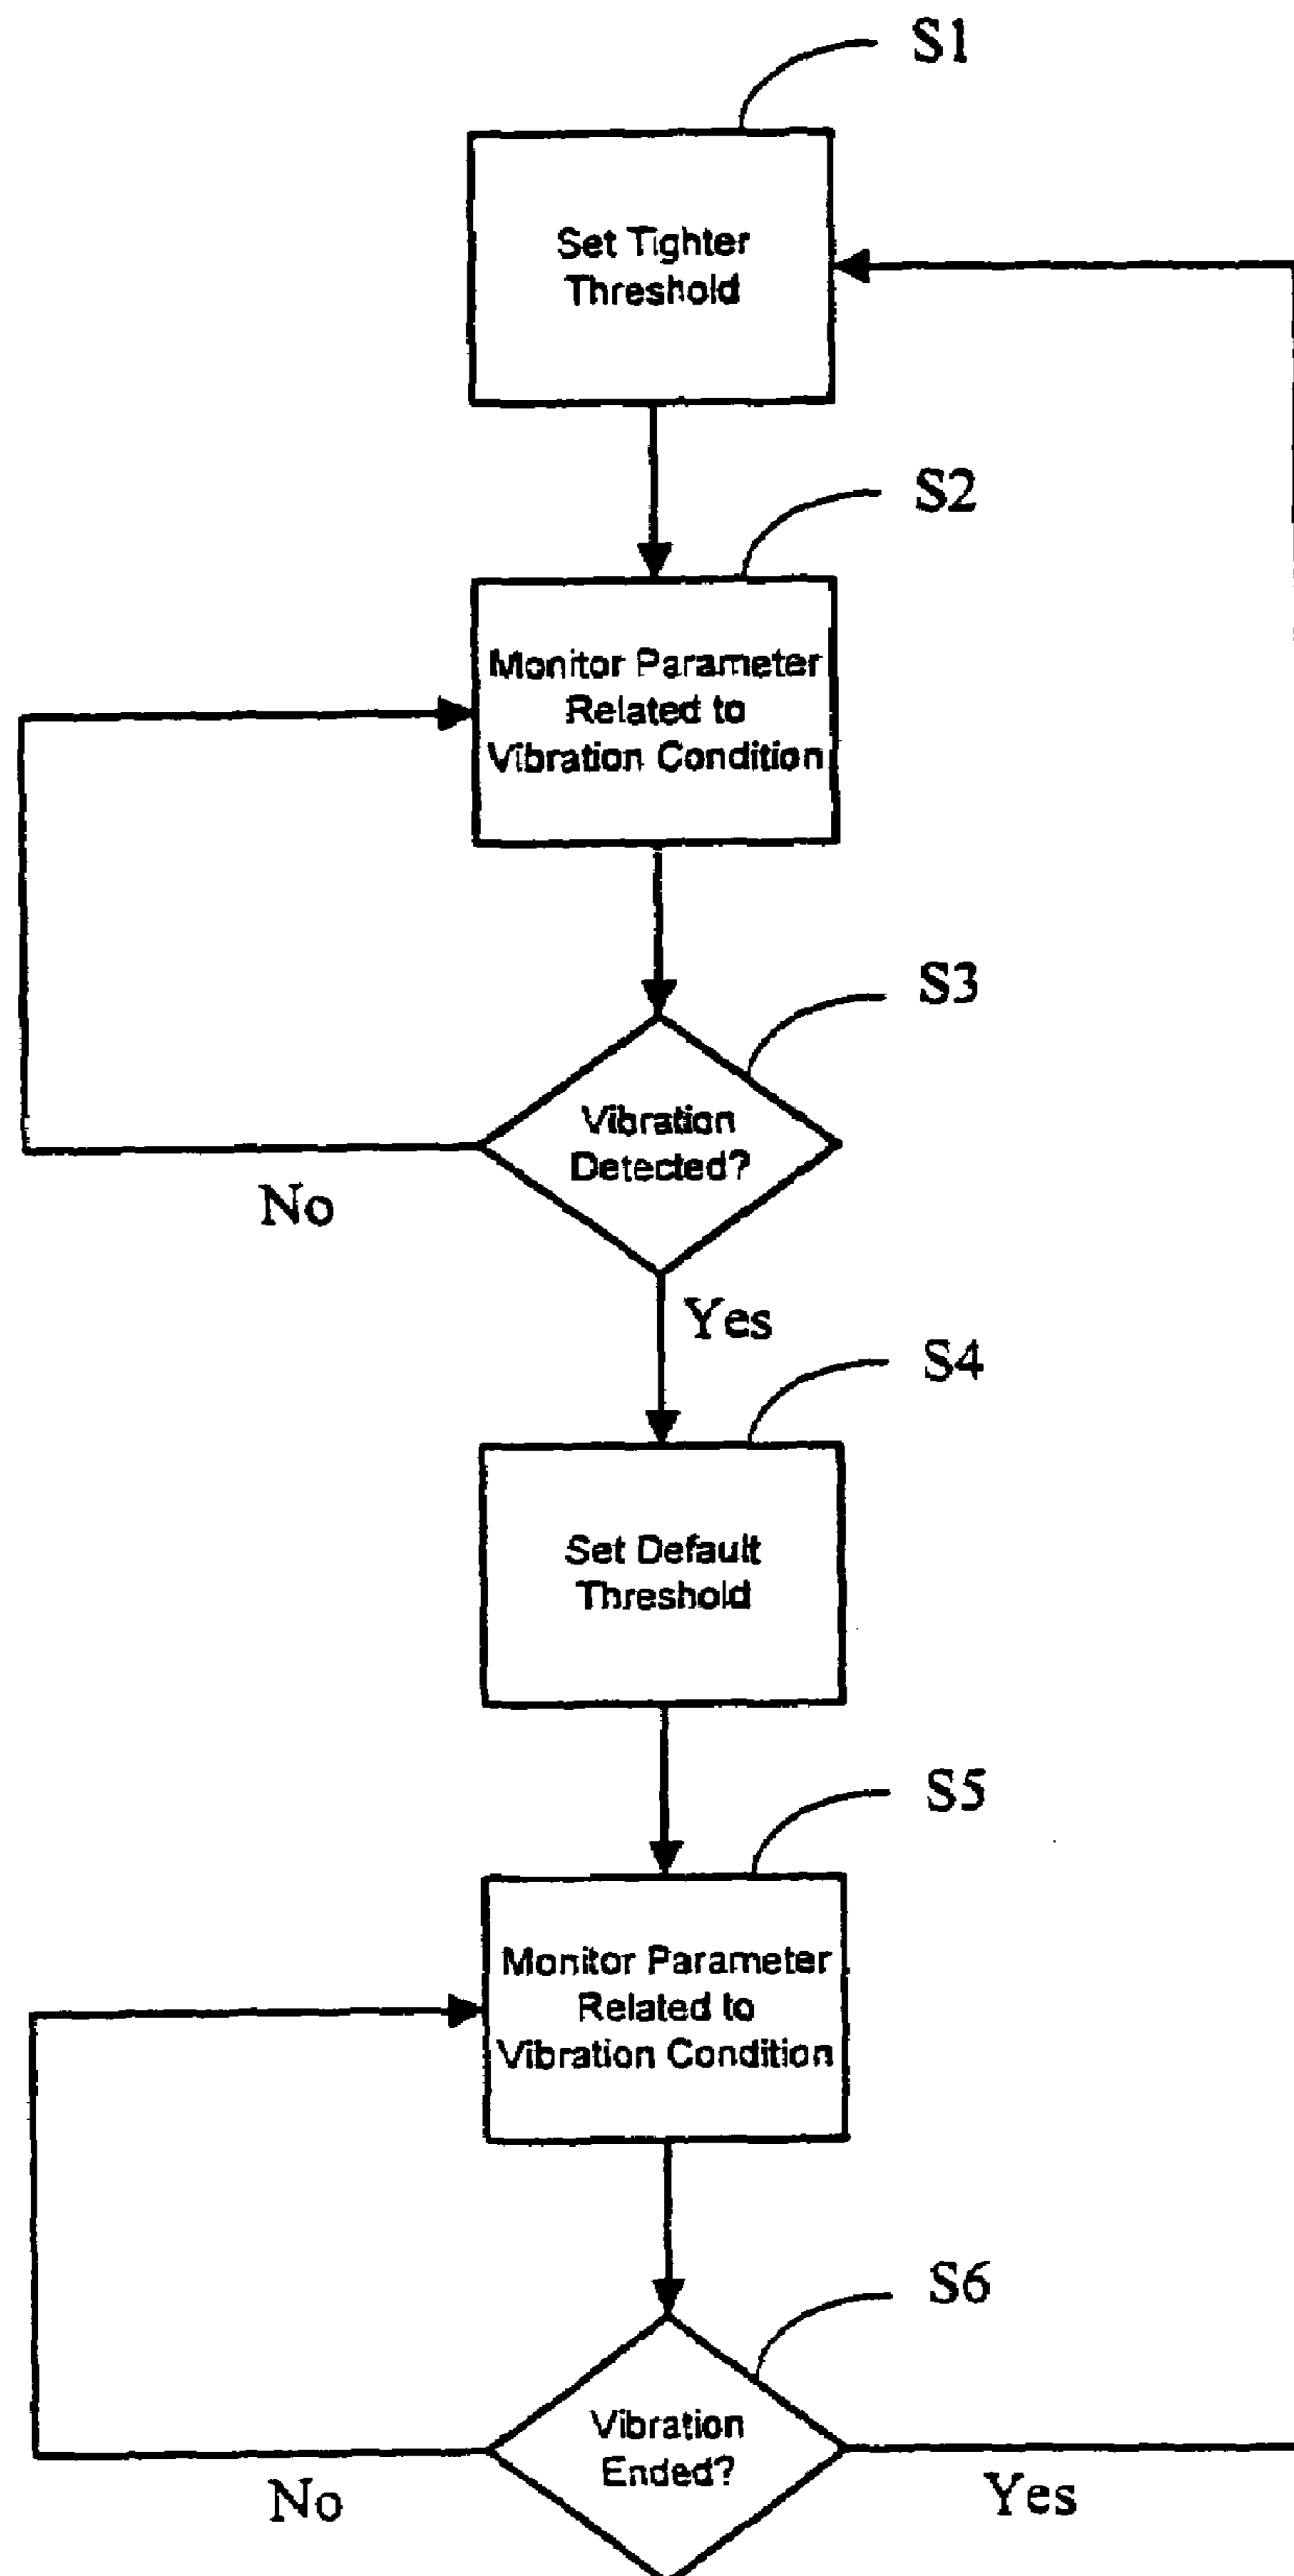 S1
Set Tighter
Threshold
S2
Monitor Parameter
Related to
Vibration Condition
S3
Vibration
Detected?
No
Yes
S4
Set Default
Threshold
S5
Monitor Parameter
Related to
Vibration Condition
S6
Vibration
Ended?
No
Yes